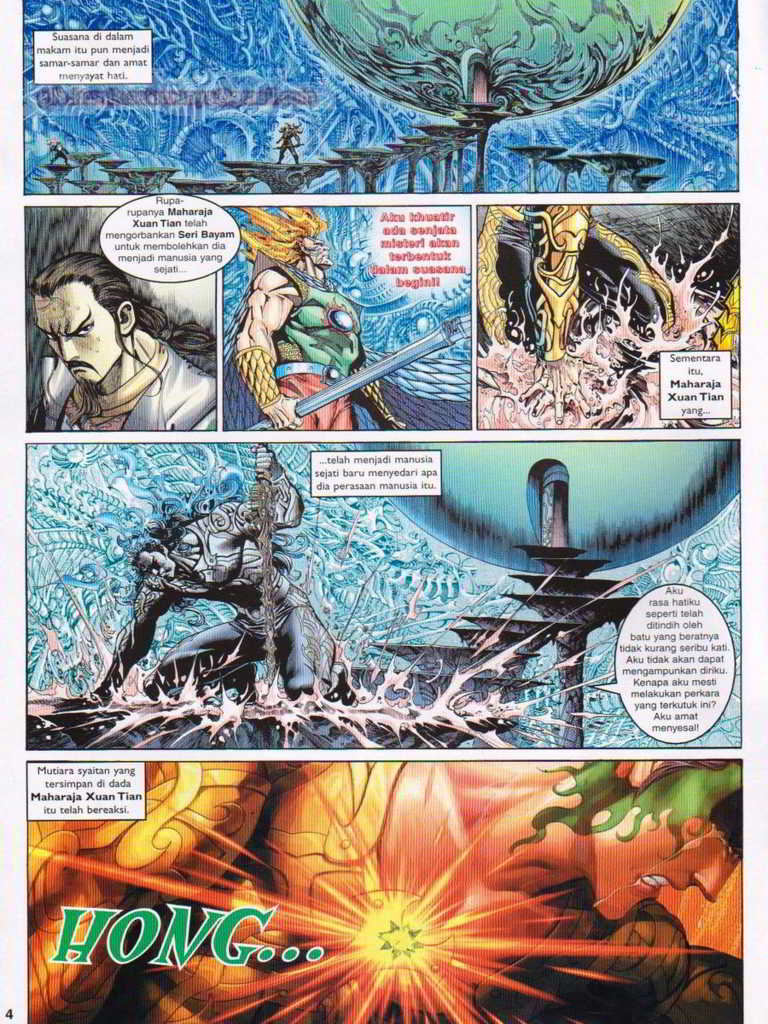 Suasana di dalam
makam itu pun menjadi
samar-samar dan amat
menyayat hati.
Rupa-
rupanya Maharaja
Xuan Tian telah
mengorbankan Seri Bayam
untuk membolehkan dia
menjadi manusia yang
sejati...
Aku khuatir
ada senjata
misteri akan
terbentuk
dalam suasana
begini!
Sementara
itu,
Maharaja
Xuan Tian
yang...
...telah menjadi manusia
sejati baru menyedari apa
dia perasaan manusia itu.
Aku
rasa hatiku
seperti telah
ditindih oleh
batu yang beratnya
tidak kurang seribu kati.
Aku tidak akan dapat
mengampunkan diriku.
Kenapa aku mesti
melakukan perkara
yang terkutuk ini?
Aku amat
menyesal!
Mutiara syaitan yang
tersimpan di dada
Maharaja Xuan Tian
itu telah bereaksi.
HONG...
4